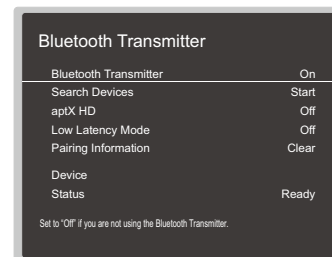 Bluetooth Transmitter
Bluetooth Transmitter On
Search Devices Start
aptX HD Off
Low Latency Mode Off
Pairing Information Clear
Device
Status Ready
Set to “Off” if you are not using the Bluetooth Transmitter.